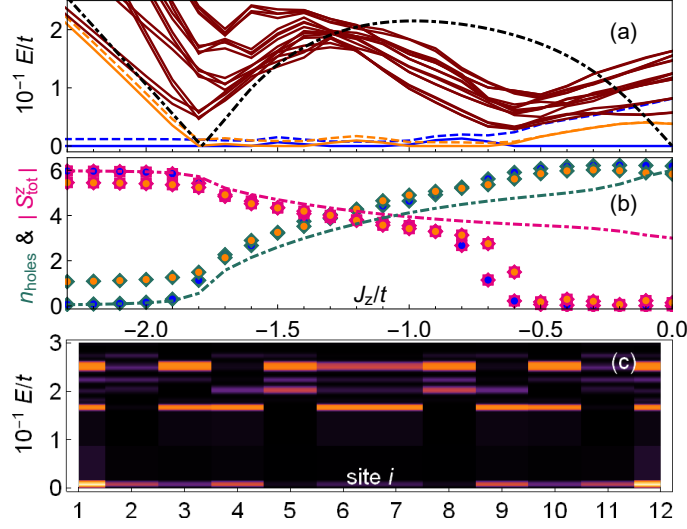 2
1
0
10⁻¹ E/t
(a)
6
4
2
0
n_holes & | S^z_tot |
(b)
J_z/t
−2.0
−1.5
−1.0
−0.5
0.0
3
2
1
0
10⁻¹ E/t
(c)
site i
1 2 3 4 5 6 7 8 9 10 11 12